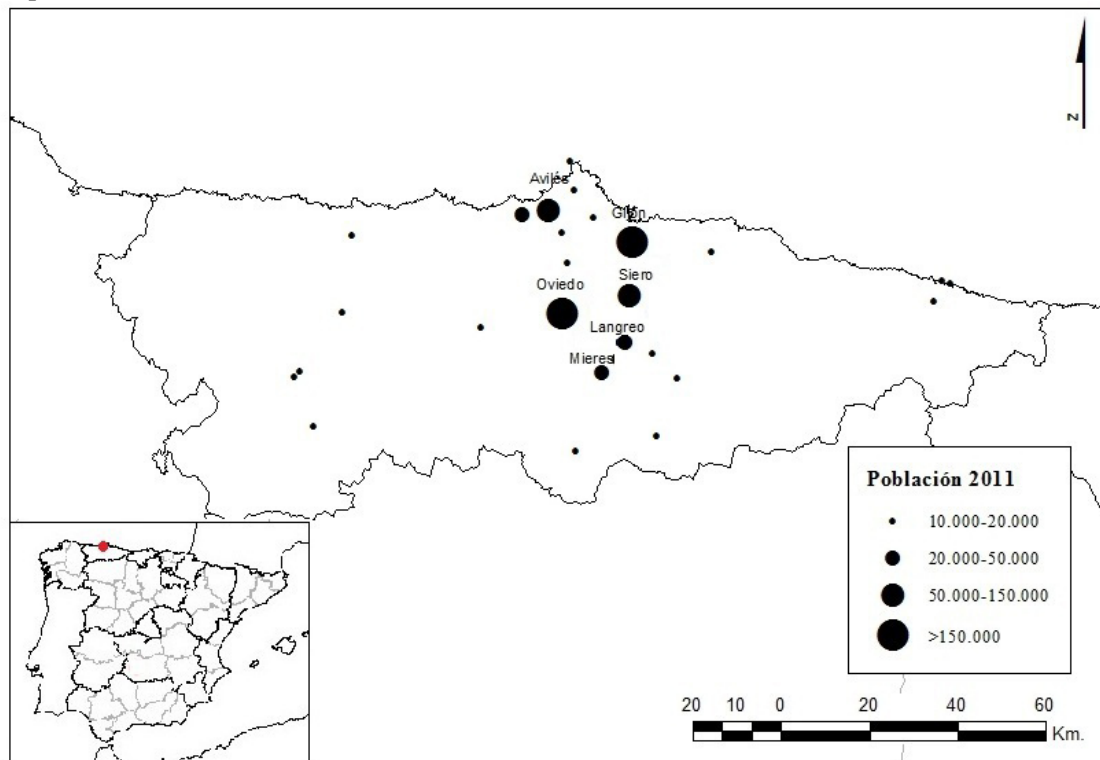 N
Avilés
Gijón
Siero
Oviedo
Langreo
Mieres
Población 2011
10.000-20.000
20.000-50.000
50.000-150.000
>150.000
20 10 0 20 40 60
Km.